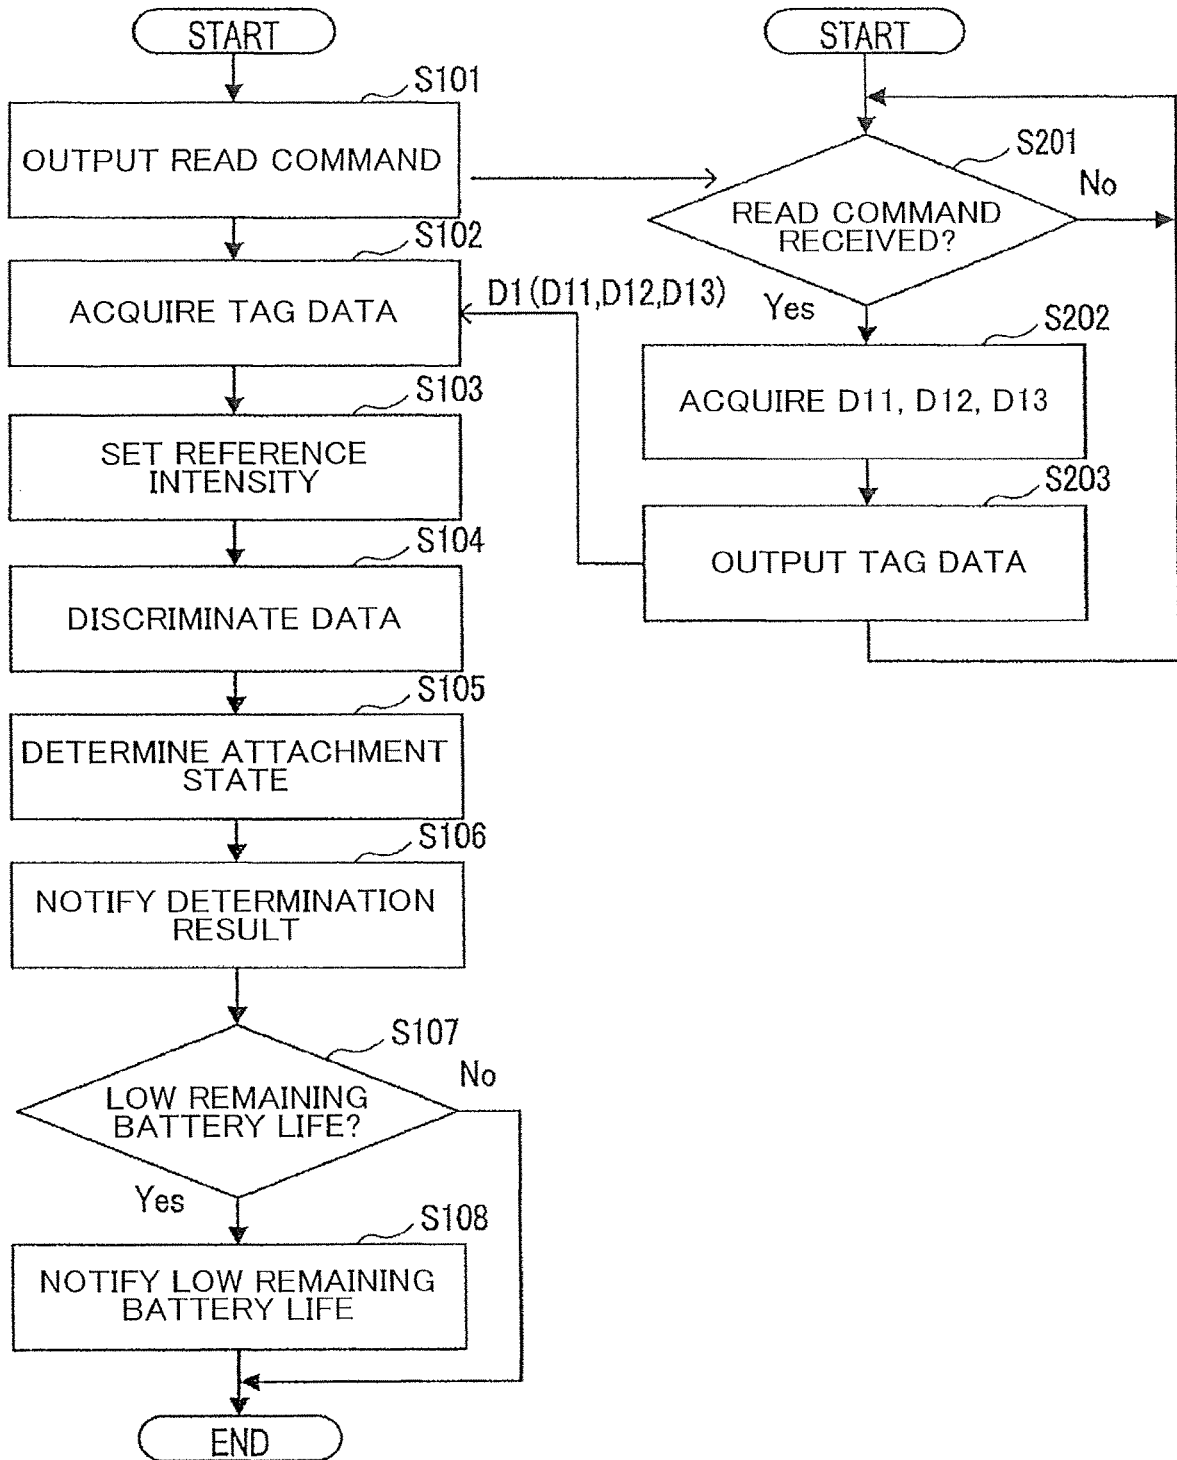 START
S101
OUTPUT READ COMMAND
S102
ACQUIRE TAG DATA
D1(D11,D12,D13)
S103
SET REFERENCE
INTENSITY
S104
DISCRIMINATE DATA
S105
DETERMINE ATTACHMENT
STATE
S106
NOTIFY DETERMINATION
RESULT
S107
LOW REMAINING
BATTERY LIFE?
No
Yes
S108
NOTIFY LOW REMAINING
BATTERY LIFE
END
START
S201
READ COMMAND
RECEIVED?
No
Yes
S202
ACQUIRE D11, D12, D13
S203
OUTPUT TAG DATA